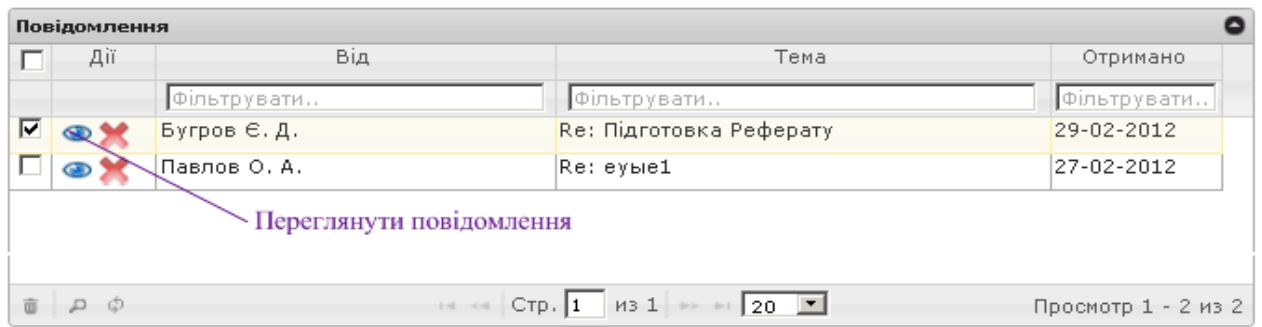 Повідомлення
Дії Від Тема Отримано
Фільтрувати.. Фільтрувати.. Фільтрувати..
Бугров Є. Д. Re: Підготовка Реферату 29-02-2012
Павлов О. А. Re: еуые1 27-02-2012
Переглянути повідомлення
Стр. 1 из 1 20 Просмотр 1 - 2 из 2